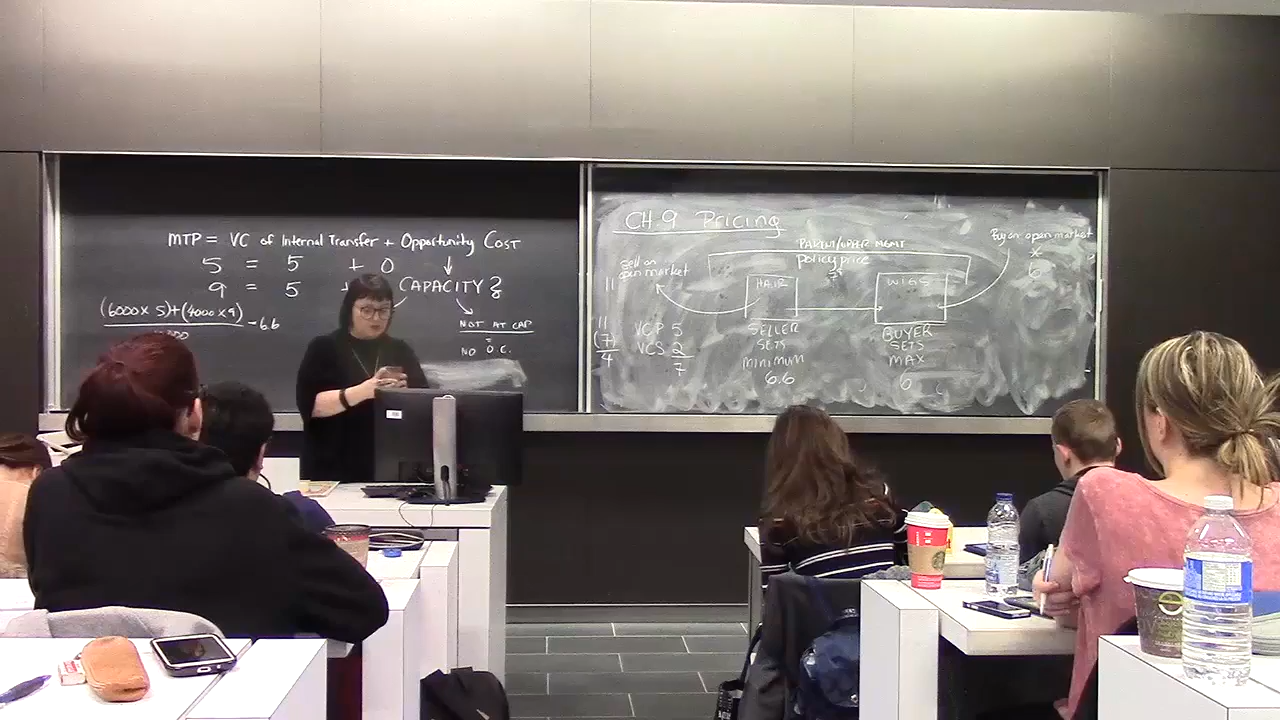 MTP = VC of Internal Transfer + Opportunity Cost
5 = 5 + 0
9 = 5 +
CAPACITY?
(6000 x 5) + (4000 x 9)
6.6
NOT AT CAP
NO O.C.
CH.9 Pricing
PARENT/UPPER MGMT
policy price
Buy on open market
x
6
Sell on
open market
11
HAIR
WIGS
11
(7)
4
VCP 5
VCS 2
7
SELLER
SETS
MINIMUM
6.6
BUYER
SETS
MAX
6